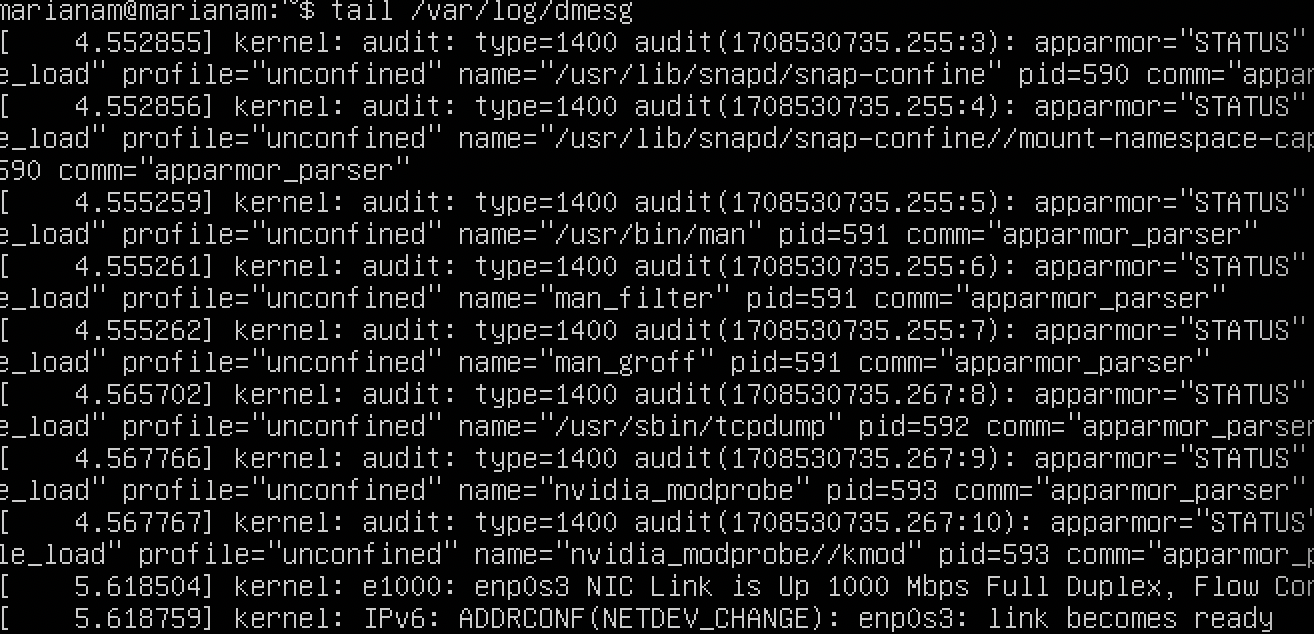 marianam@marianam:~$ tail /var/log/dmesg
[    4.552855] kernel: audit: type=1400 audit(1708530735.255:3): apparmor="STATUS"
e_load" profile="unconfined" name="/usr/lib/snapd/snap-confine" pid=590 comm="appar
[    4.552856] kernel: audit: type=1400 audit(1708530735.255:4): apparmor="STATUS"
e_load" profile="unconfined" name="/usr/lib/snapd/snap-confine//mount-namespace-cap
590 comm="apparmor_parser"
[    4.555259] kernel: audit: type=1400 audit(1708530735.255:5): apparmor="STATUS"
e_load" profile="unconfined" name="/usr/bin/man" pid=591 comm="apparmor_parser"
[    4.555261] kernel: audit: type=1400 audit(1708530735.255:6): apparmor="STATUS"
e_load" profile="unconfined" name="man_filter" pid=591 comm="apparmor_parser"
[    4.555262] kernel: audit: type=1400 audit(1708530735.255:7): apparmor="STATUS"
e_load" profile="unconfined" name="man_groff" pid=591 comm="apparmor_parser"
[    4.565702] kernel: audit: type=1400 audit(1708530735.267:8): apparmor="STATUS"
e_load" profile="unconfined" name="/usr/sbin/tcpdump" pid=592 comm="apparmor_parser
[    4.567766] kernel: audit: type=1400 audit(1708530735.267:9): apparmor="STATUS"
e_load" profile="unconfined" name="nvidia_modprobe" pid=593 comm="apparmor_parser"
[    4.567767] kernel: audit: type=1400 audit(1708530735.267:10): apparmor="STATUS"
le_load" profile="unconfined" name="nvidia_modprobe//kmod" pid=593 comm="apparmor_p
[    5.618504] kernel: e1000: enp0s3 NIC Link is Up 1000 Mbps Full Duplex, Flow Con
[    5.618759] kernel: IPv6: ADDRCONF(NETDEV_CHANGE): enp0s3: link becomes ready